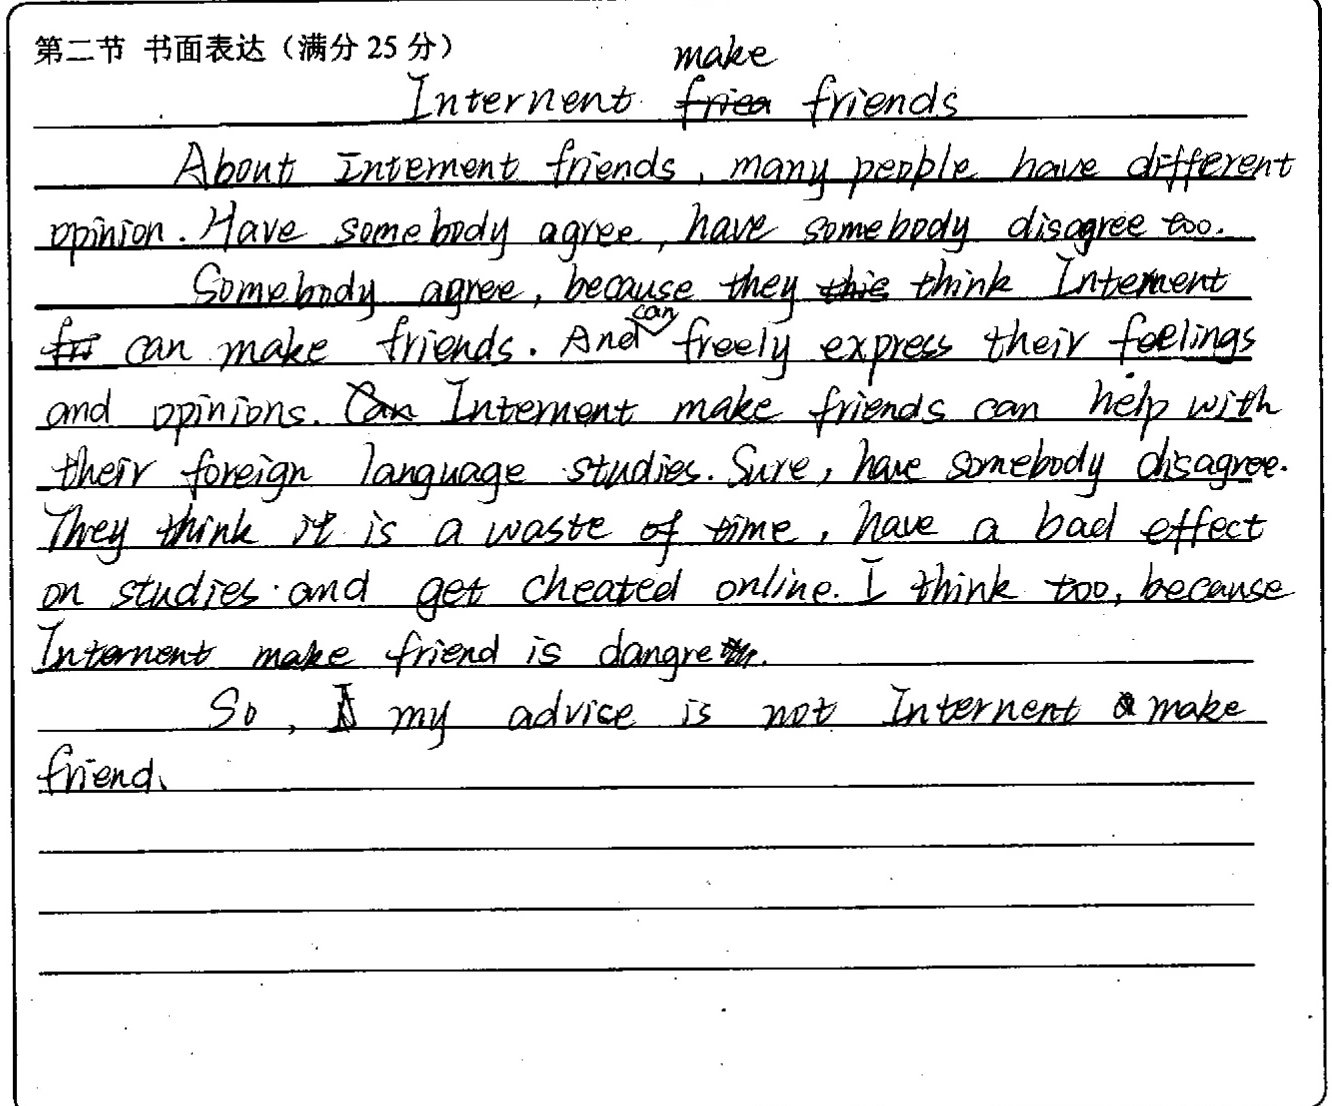 第二节 书面表达（满分 25 分）
make
Internent friends
About Internent friends, many people have different
opinion. Have somebody agree, have somebody disagree too.
Somebody agree, because they think Internent
can make friends. And can freely express their feelings
and opinions. Internent make friends can help with
their foreign language studies. Sure, have somebody disagree.
They think it is a waste of time, have a bad effect
on studies and get cheated online. I think too, because
Internent make friend is dangre.
So, my advice is not Internent make
friend.